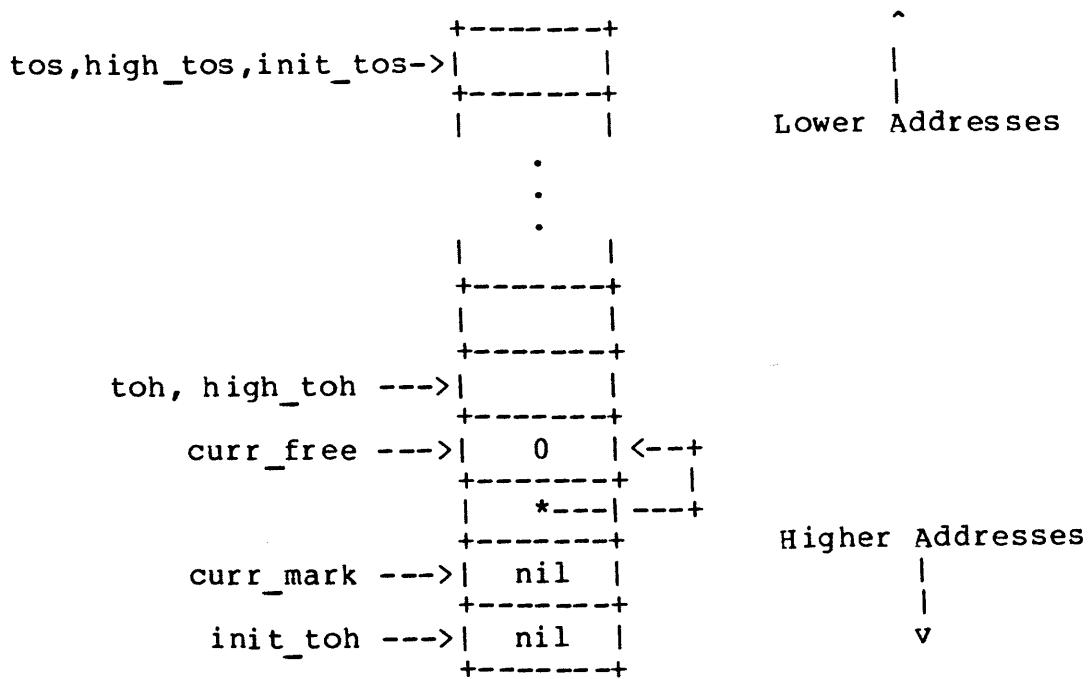 +-------+ ^
tos,high_tos,init_tos->| | |
+-------+ |
| | Lower Addresses
.
.
.
| |
+-------+
| |
+-------+
toh, high_toh --->| |
+-------+
curr_free --->| 0 |<--+
+-------+ |
| *---|---+
+-------+ Higher Addresses
curr_mark --->| nil | |
+-------+ |
init_toh --->| nil | v
+-------+